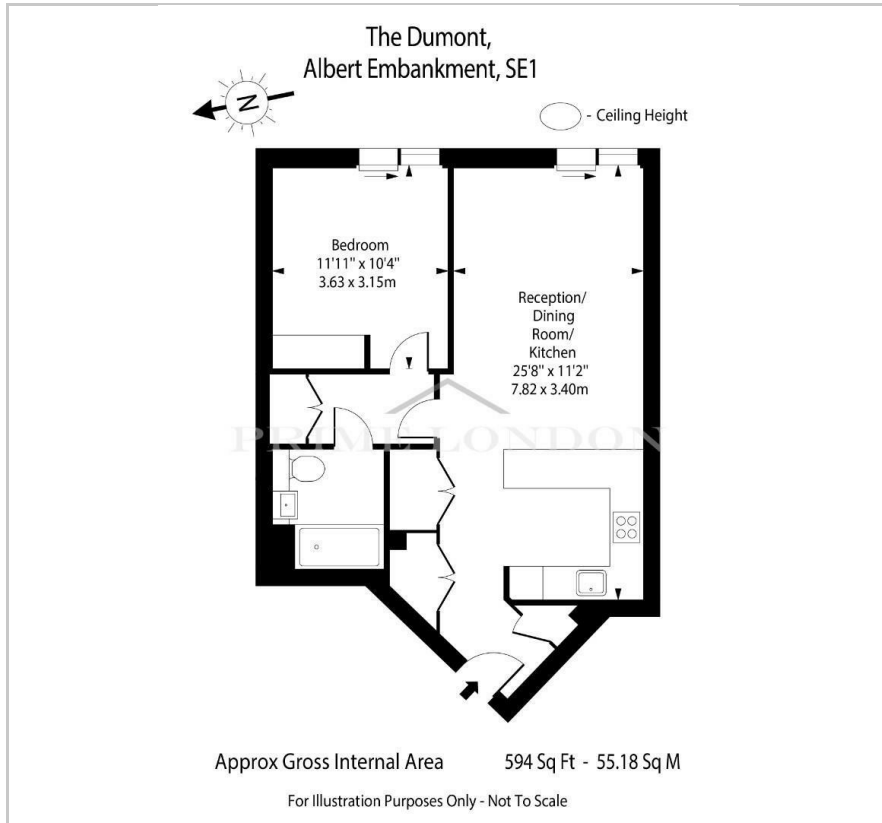 The Dumont,
Albert Embankment, SE1
N
- Ceiling Height
Bedroom
11'11" x 10'4"
3.63 x 3.15m
Reception/
Dining
Room/
Kitchen
25'8" x 11'2"
7.82 x 3.40m
PRIME LONDON
Approx Gross Internal Area 594 Sq Ft - 55.18 Sq M
For Illustration Purposes Only - Not To Scale